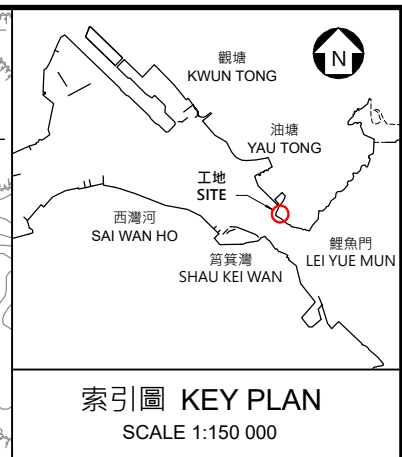 觀塘
KWUN TONG
N
油塘
YAU TONG
工地
SITE
西灣河
SAI WAN HO
鯉魚門
LEI YUE MUN
筲箕灣
SHAU KEI WAN
索引圖 KEY PLAN
SCALE 1:150 000